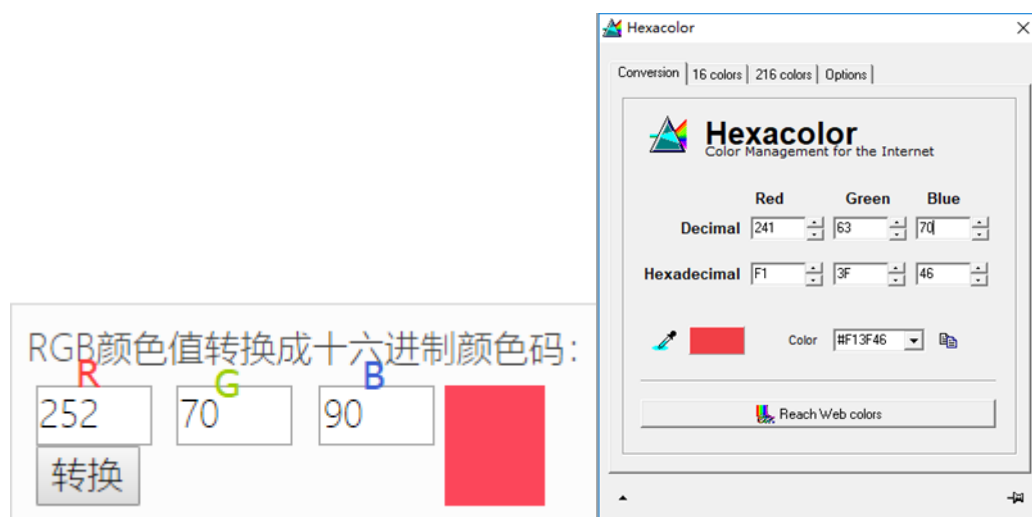 RGB颜色值转换成十六进制颜色码：
R G B
252 70 90
转换
Hexacolor
Conversion 16 colors 216 colors Options
Hexacolor
Color Management for the Internet
Red Green Blue
Decimal 241 63 70
Hexadecimal F1 3F 46
Color #F13F46
Reach Web colors